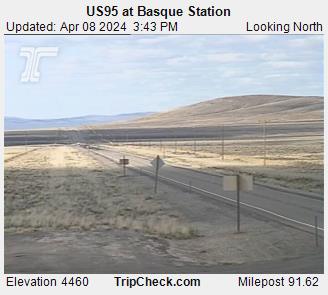 US95 at Basque Station
Updated: Apr 08 2024 3:43 PM Looking North
Elevation 4460 TripCheck.com Milepost 91.62